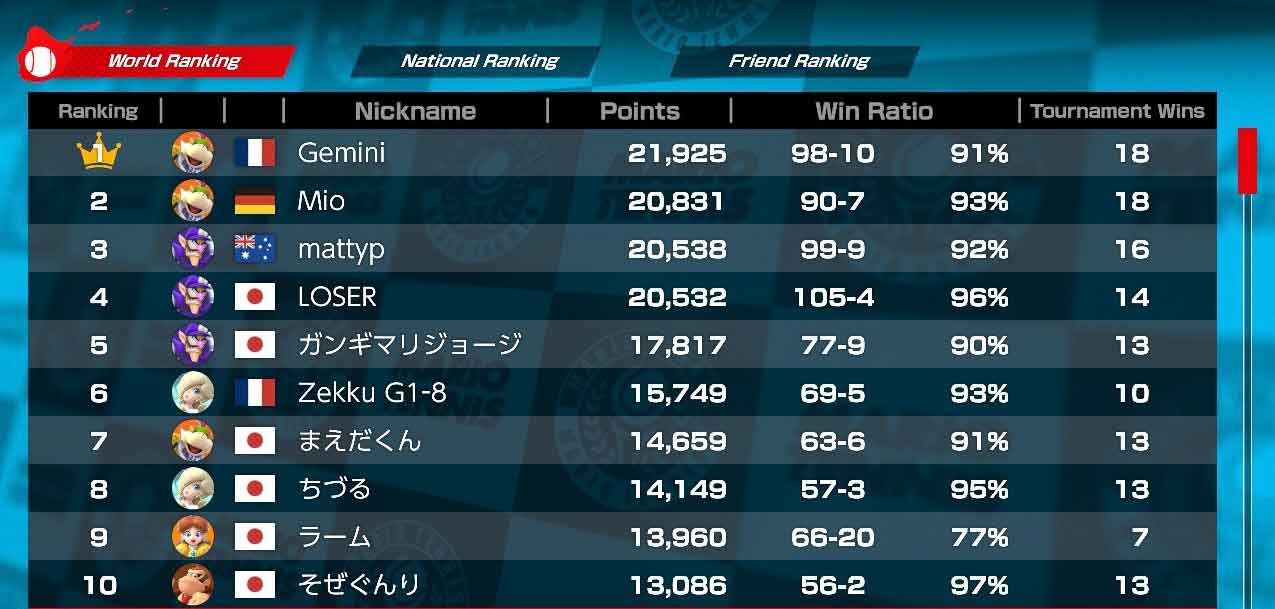 World Ranking National Ranking Friend Ranking
Ranking Nickname Points Win Ratio Tournament Wins
1 Gemini 21,925 98-10 91% 18
2 Mio 20,831 90-7 93% 18
3 mattyp 20,538 99-9 92% 16
4 LOSER 20,532 105-4 96% 14
5 ガンギマリジョージ 17,817 77-9 90% 13
6 Zekku G1-8 15,749 69-5 93% 10
7 まえだくん 14,659 63-6 91% 13
8 ちづる 14,149 57-3 95% 13
9 ラーム 13,960 66-20 77% 7
10 そぜぐんり 13,086 56-2 97% 13